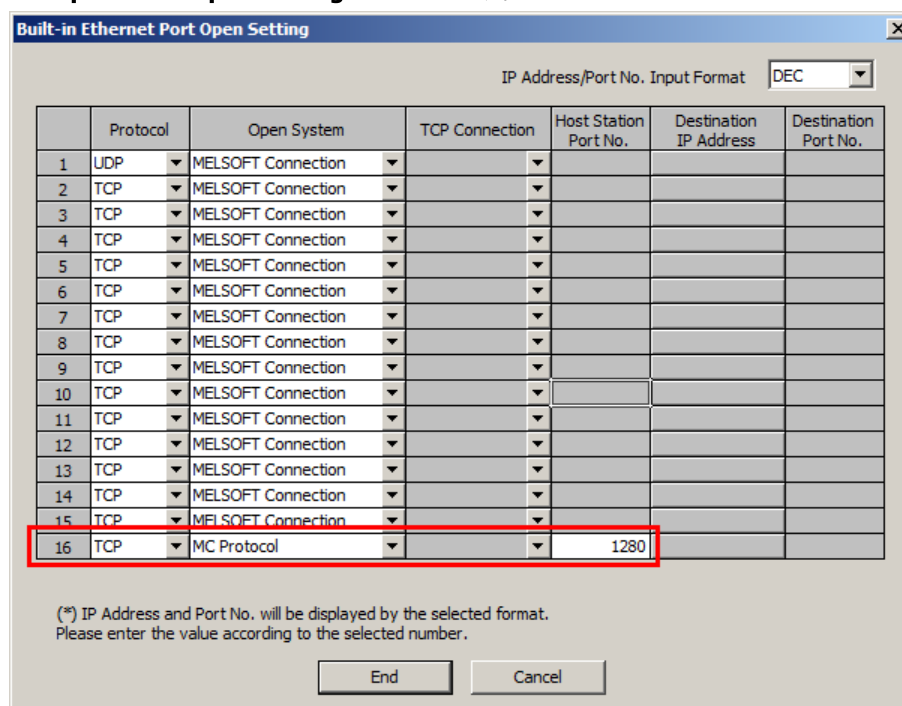 Built-in Ethernet Port Open Setting
IP Address/Port No. Input Format DEC
Protocol Open System TCP Connection Host Station Port No. Destination IP Address Destination Port No.
1 UDP MELSOFT Connection
2 TCP MELSOFT Connection
3 TCP MELSOFT Connection
4 TCP MELSOFT Connection
5 TCP MELSOFT Connection
6 TCP MELSOFT Connection
7 TCP MELSOFT Connection
8 TCP MELSOFT Connection
9 TCP MELSOFT Connection
10 TCP MELSOFT Connection
11 TCP MELSOFT Connection
12 TCP MELSOFT Connection
13 TCP MELSOFT Connection
14 TCP MELSOFT Connection
15 TCP MELSOFT Connection
16 TCP MC Protocol 1280
(*) IP Address and Port No. will be displayed by the selected format.
Please enter the value according to the selected number.
End Cancel